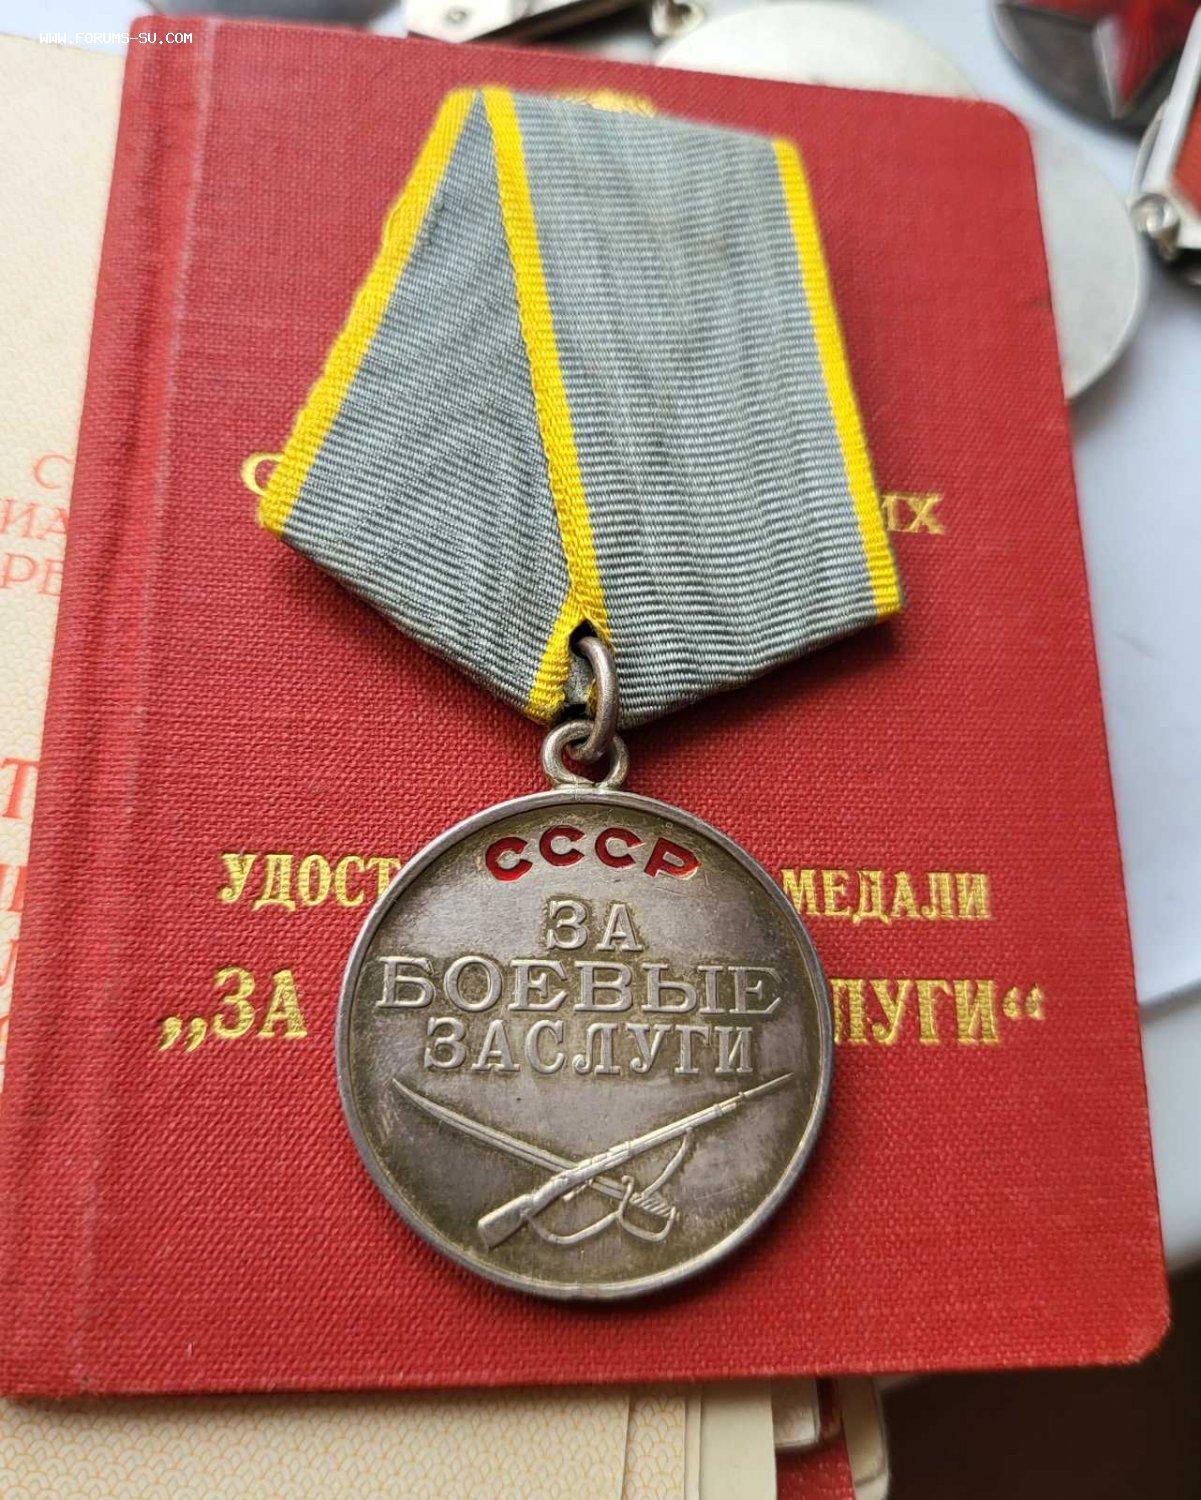 WWW.FORUMS-SU.COM
ИХ
СССР
ЗА
БОЕВЫЕ
ЗАСЛУГИ
УДОСТ МЕДАЛИ
„ЗА ЛУГИ“